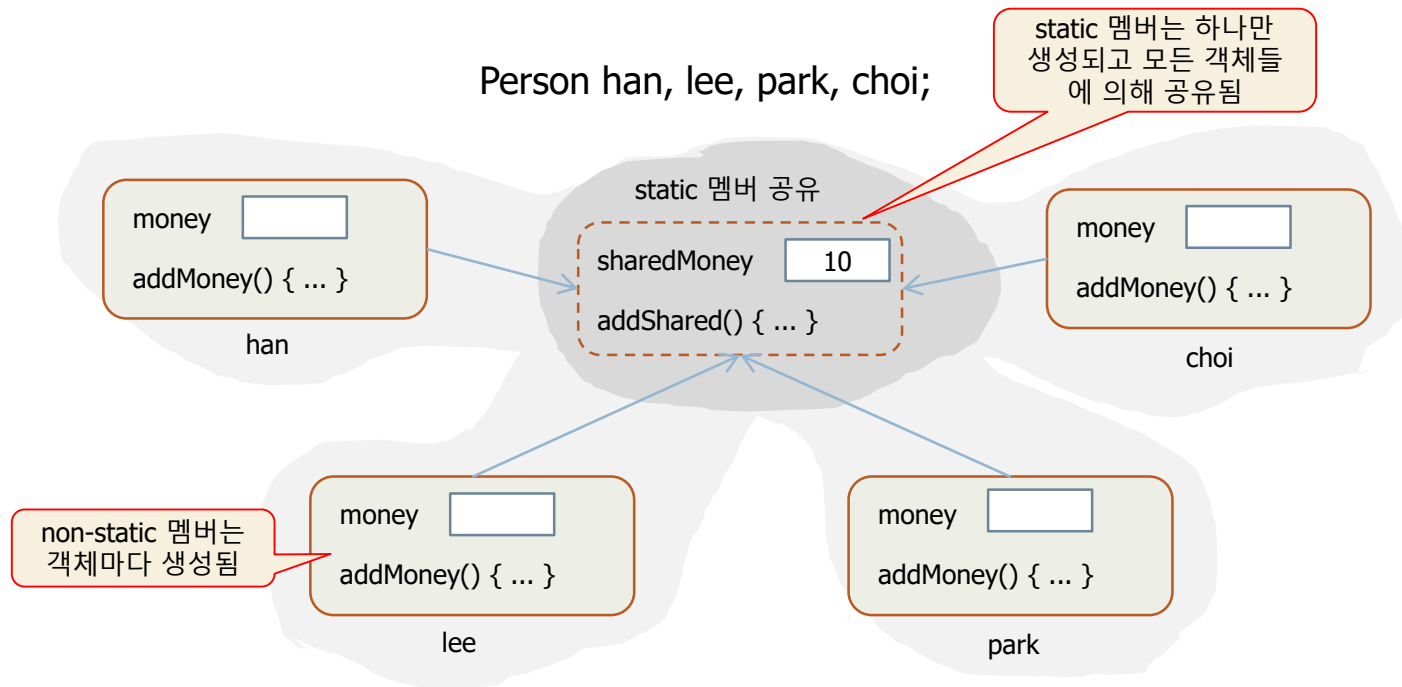 static 멤버는 하나만
생성되고 모든 객체들
에 의해 공유됨
Person han, lee, park, choi;
static 멤버 공유
money
addMoney() { ... }
han
sharedMoney 10
addShared() { ... }
money
addMoney() { ... }
choi
non-static 멤버는
객체마다 생성됨
money
addMoney() { ... }
lee
money
addMoney() { ... }
park